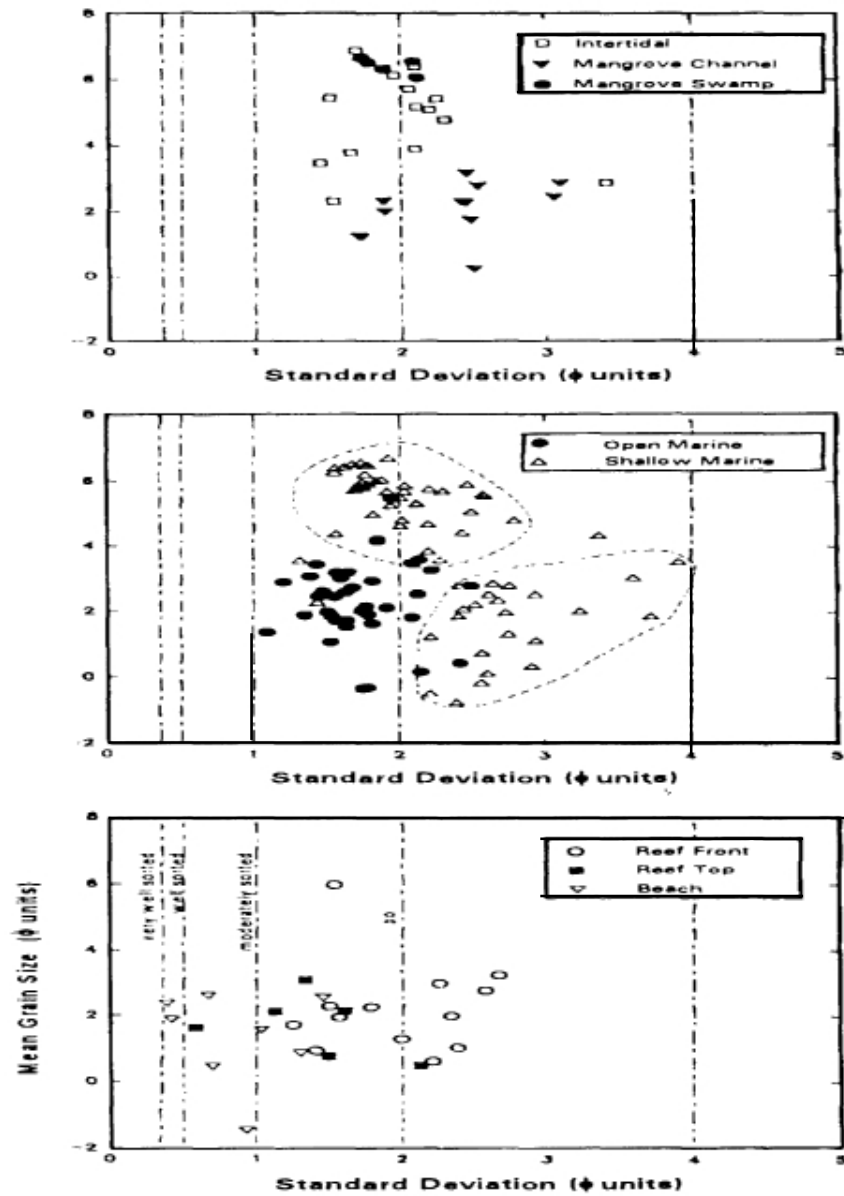 8
Intertidal
Mangrove Channel
Mangrove Swamp
6
4
2
0
-2
0 1 2 3 4 5
Standard Deviation (ϕ units)
8
Open Marine
Shallow Marine
6
4
2
0
2
0 1 2 3 4 5
Standard Deviation (ϕ units)
8
Reef Front
Reef Top
Beach
very well sorted
well sorted
moderately sorted
6
4
2
0
-2
Mean Grain Size (ϕ units)
0 1 2 3 4 5
Standard Deviation (ϕ units)